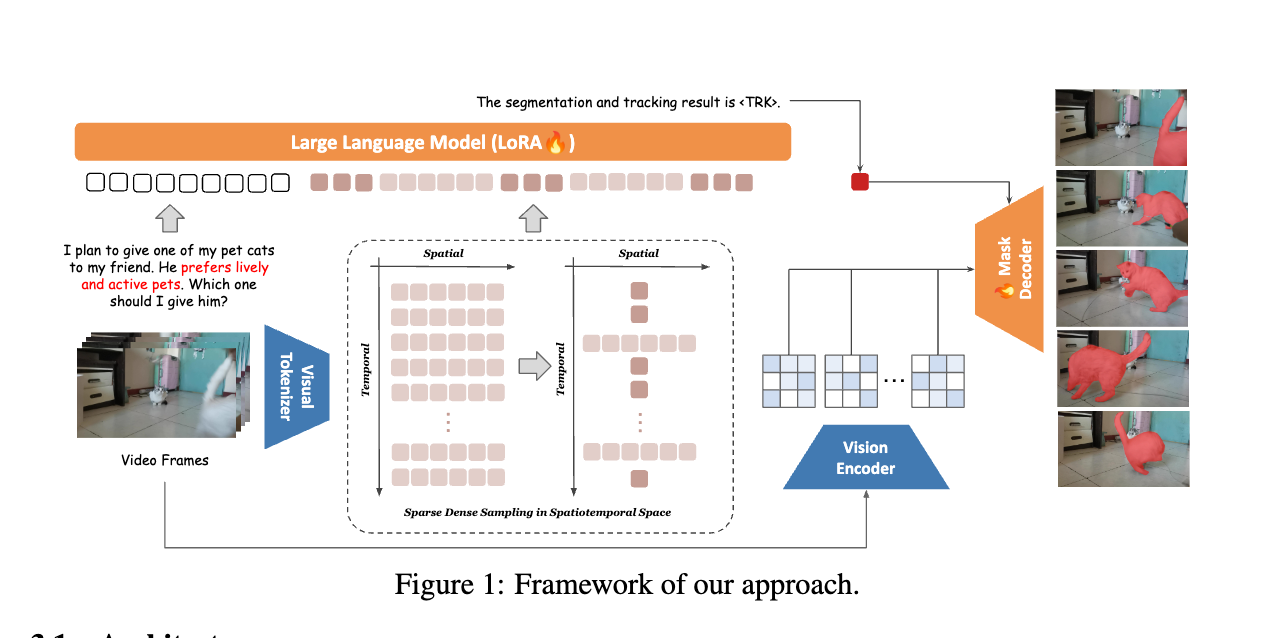 The segmentation and tracking result is <TRK>.
Large Language Model (LoRA🔥)
I plan to give one of my pet cats
to my friend. He prefers lively
and active pets. Which one
should I give him?
Video Frames
Visual
Tokenizer
Spatial
Temporal
Spatial
Temporal
Sparse Dense Sampling in Spatiotemporal Space
...
Vision
Encoder
🔥 Mask
Decoder
Figure 1: Framework of our approach.